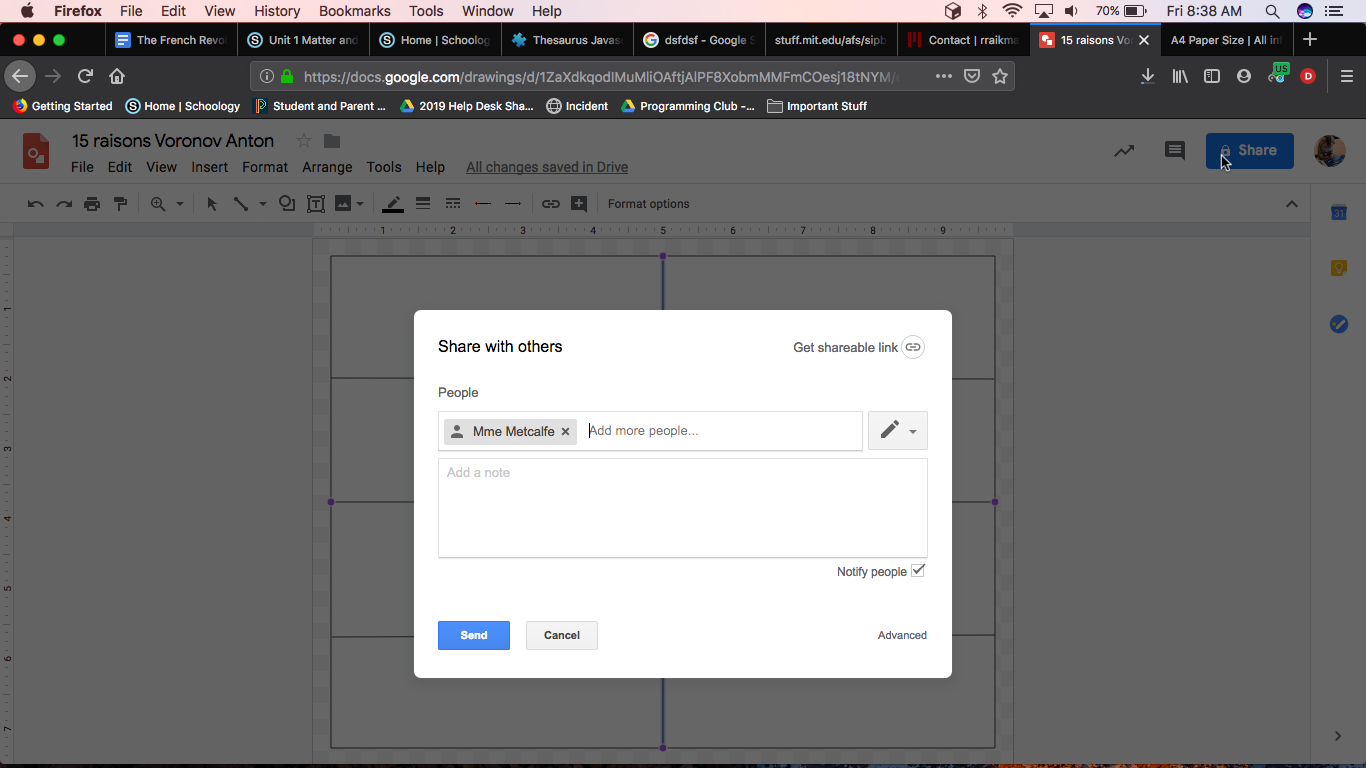 Firefox File Edit View History Bookmarks Tools Window Help 70% Fri 8:38 AM
The French Revo Unit 1 Matter and Home | Schoolog Thesaurus Javas dsfdsf - Google S stuff.mit.edu/afs/sipb Contact | rraikma 15 raisons Vo A4 Paper Size | All in
https://docs.google.com/drawings/d/1ZaXdkqodIMuMliOAftjAlPF8XobmMMFmCOesj18tNYM/ US D
Getting Started Home | Schoology Student and Parent ... 2019 Help Desk Sha... Incident Programming Club -... Important Stuff
15 raisons Voronov Anton
File Edit View Insert Format Arrange Tools Help All changes saved in Drive
Share
Format options
1 2 3 4 5 6 7 8 9
31
1
Share with others Get shareable link
2
People
Mme Metcalfe × Add more people...
3
Add a note
4
Notify people
5
Send Cancel Advanced
6
7